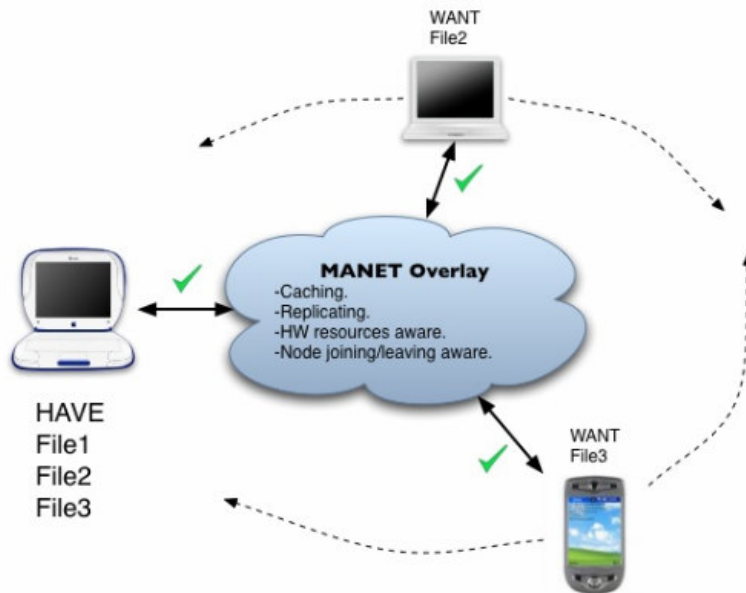 WANT
File2
MANET Overlay
-Caching.
-Replicating.
-HW resources aware.
-Node joining/leaving aware.
HAVE
File1
File2
File3
WANT
File3